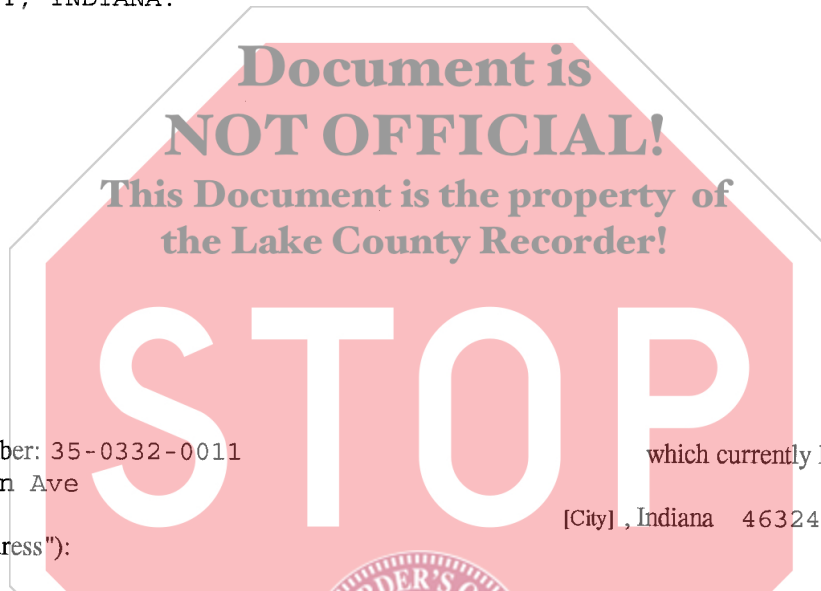 INDIANA.
Document is
NOT OFFICIAL!
This Document is the property of
the Lake County Recorder!
STOP
ber: 35-0332-0011 which currently
n Ave
[City] , Indiana 46324
ress"):
DER'S